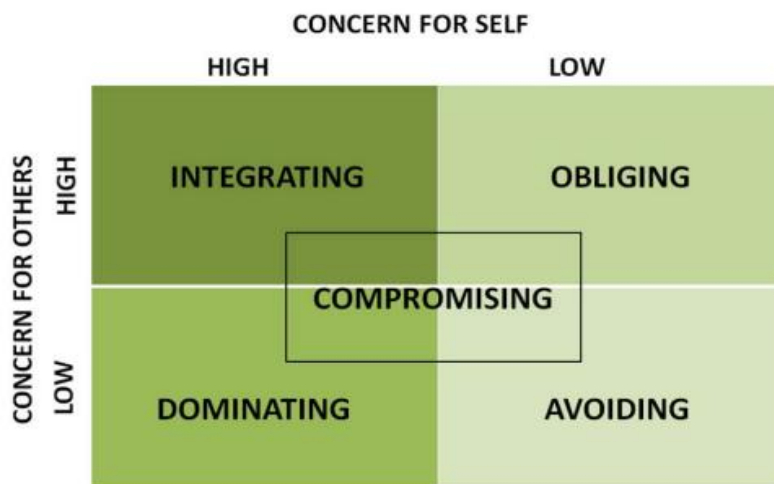 CONCERN FOR SELF
HIGH LOW
CONCERN FOR OTHERS
HIGH
INTEGRATING OBLIGING
COMPROMISING
LOW
DOMINATING AVOIDING